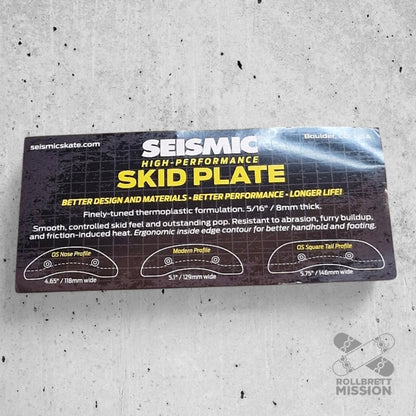 seismicskate.com
SEISMIC
Boulder,
HIGH-PERFORMANCE
SKID PLATE
BETTER DESIGN AND MATERIALS • BETTER PERFORMANCE • LONGER LIFE!
Finely-tuned thermoplastic formulation. 5/16" / 8mm thick.
Smooth, controlled skid feel and outstanding pop. Resistant to abrasion, furry buildup,
and friction-induced heat. Ergonomic inside edge contour for better handhold and footing.
OS Nose Profile
Modern Profile
OS Square Tail Profile
4.65" / 118mm wide
5.1" / 129mm wide
5.75" / 146mm wide
ROLLBRETT
MISSION